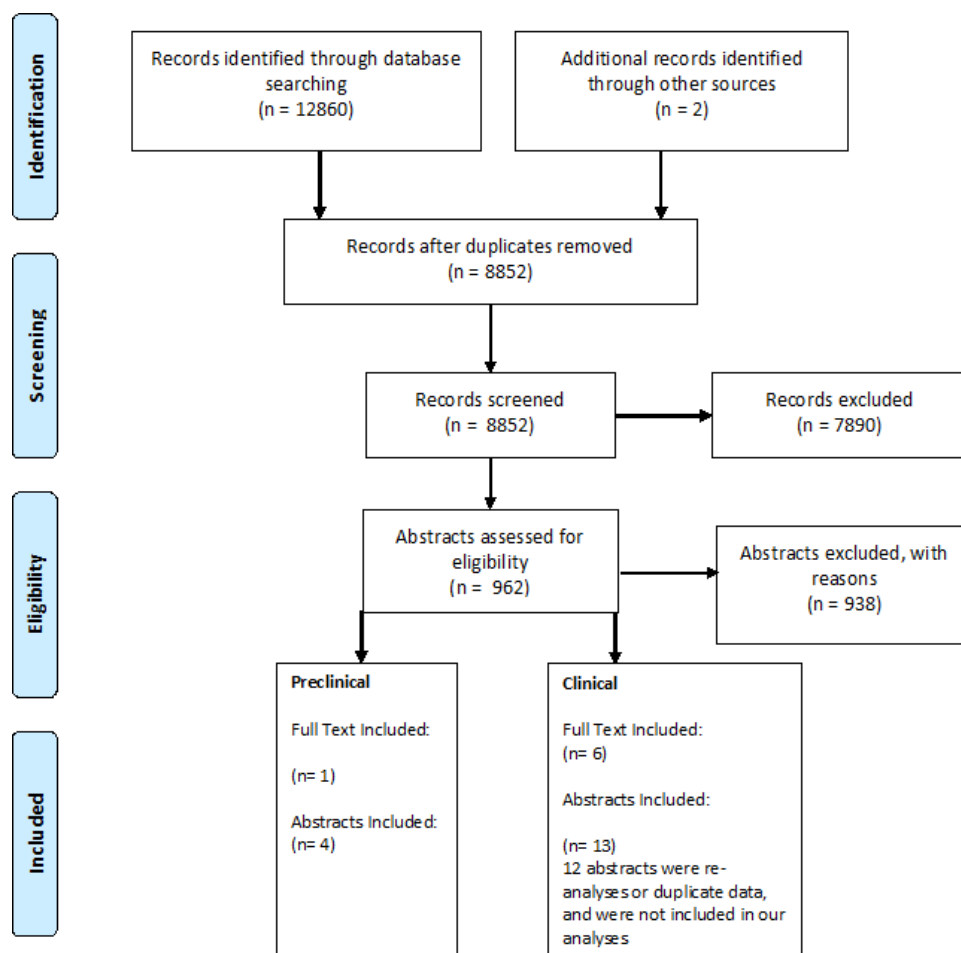 Identification
Records identified through database
searching
(n = 12860)
Additional records identified
through other sources
(n = 2)
Records after duplicates removed
(n = 8852)
Screening
Records screened
(n = 8852)
Records excluded
(n = 7890)
Eligibility
Abstracts assessed for
eligibility
(n = 962)
Abstracts excluded, with
reasons
(n = 938)
Included
Preclinical
Full Text Included:
(n= 1)
Abstracts Included:
(n= 4)
Clinical
Full Text Included:
(n= 6)
Abstracts Included:
(n= 13)
12 abstracts were re-
analyses or duplicate data,
and were not included in our
analyses